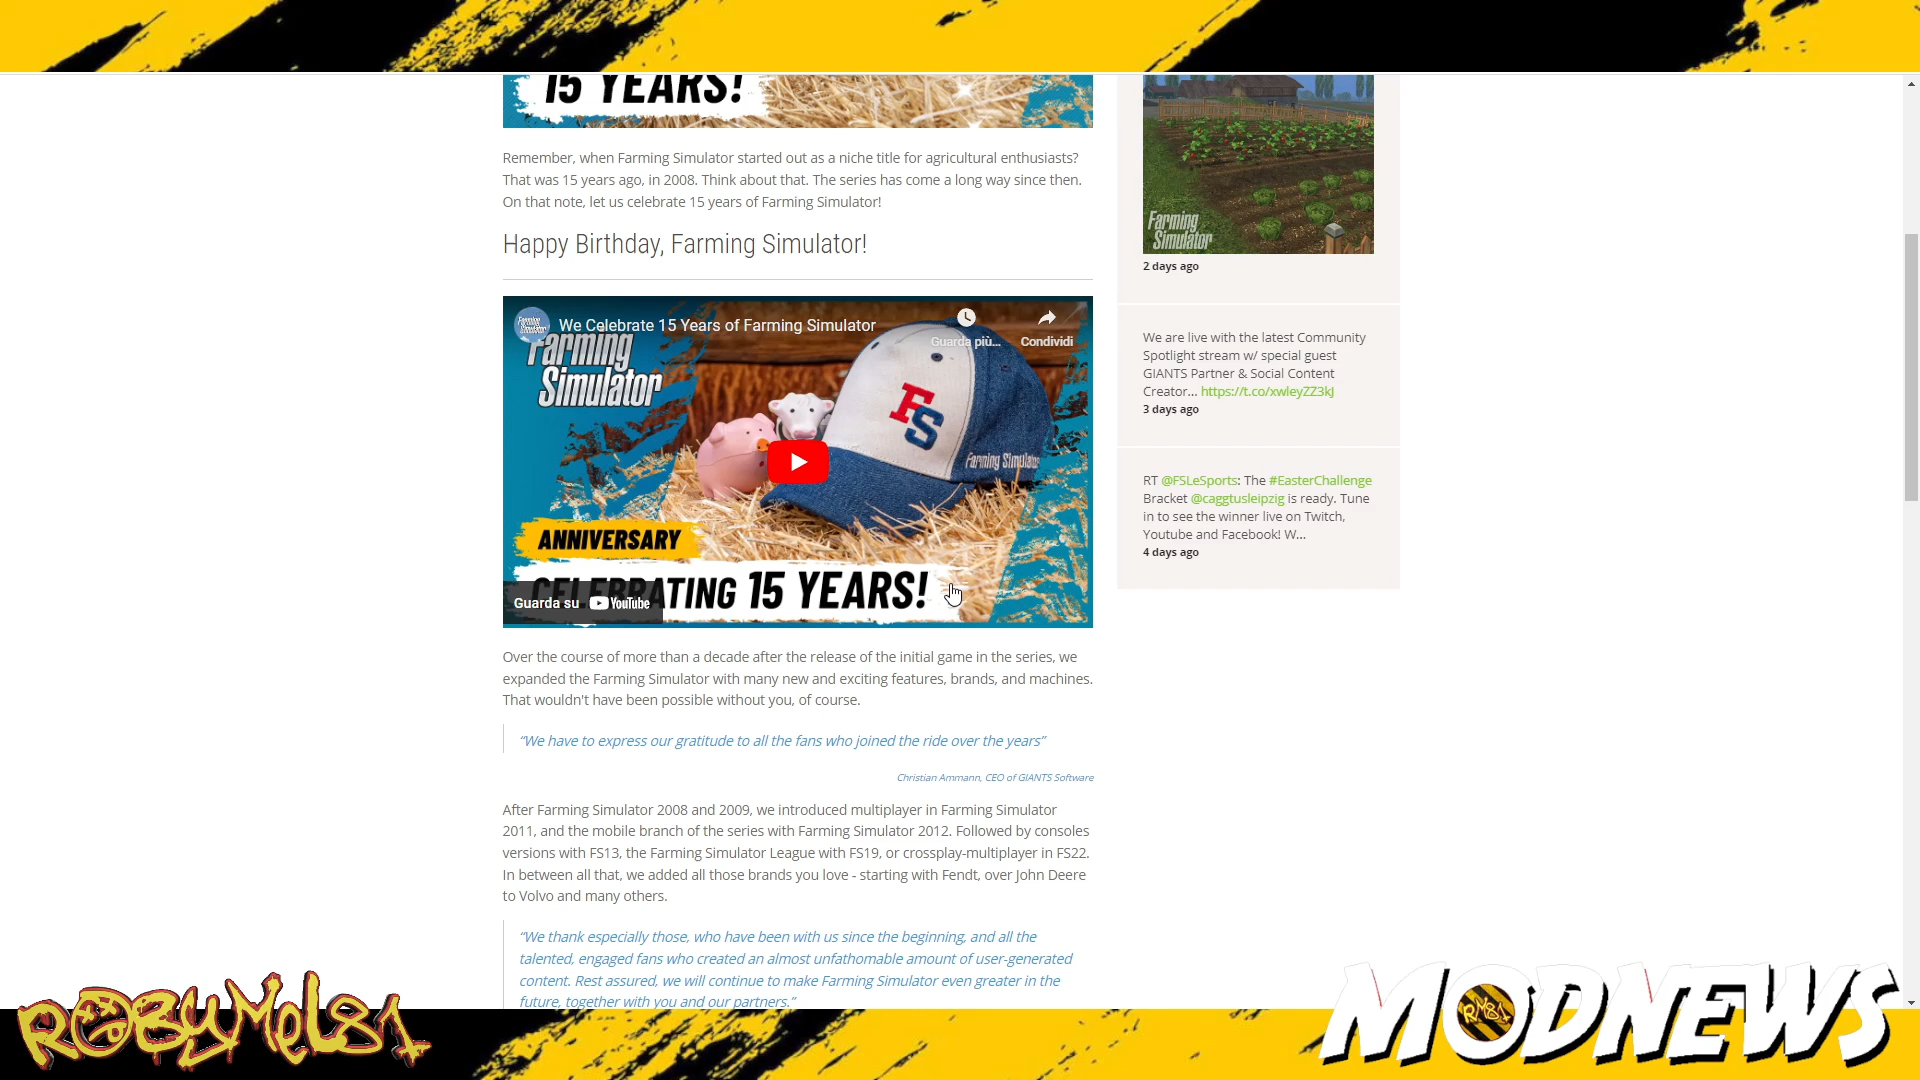 15 YEARS!
Remember, when Farming Simulator started out as a niche title for agricultural enthusiasts?
That was 15 years ago, in 2008. Think about that. The series has come a long way since then.
On that note, let us celebrate 15 years of Farming Simulator!
Happy Birthday, Farming Simulator!
We Celebrate 15 Years of Farming Simulator
Guarda più...
Condividi
Farming
Simulator
FS
Farming Simulator
ANNIVERSARY
CELEBRATING 15 YEARS!
Guarda su YouTube
Over the course of more than a decade after the release of the initial game in the series, we
expanded the Farming Simulator with many new and exciting features, brands, and machines.
That wouldn't have been possible without you, of course.
“We have to express our gratitude to all the fans who joined the ride over the years”
Christian Ammann, CEO of GIANTS Software
After Farming Simulator 2008 and 2009, we introduced multiplayer in Farming Simulator
2011, and the mobile branch of the series with Farming Simulator 2012. Followed by consoles
versions with FS13, the Farming Simulator League with FS19, or crossplay-multiplayer in FS22.
In between all that, we added all those brands you love - starting with Fendt, over John Deere
to Volvo and many others.
“We thank especially those, who have been with us since the beginning, and all the
talented, engaged fans who created an almost unfathomable amount of user-generated
content. Rest assured, we will continue to make Farming Simulator even greater in the
future, together with you and our partners.”
Farming
Simulator
2 days ago
We are live with the latest Community
Spotlight stream w/ special guest
GIANTS Partner & Social Content
Creator... https://t.co/xwleyZZ3kJ
3 days ago
RT @FSLeSports: The #EasterChallenge
Bracket @caggtusleipzig is ready. Tune
in to see the winner live on Twitch,
Youtube and Facebook! W...
4 days ago
RobyMel81
MODNEWS
RM81